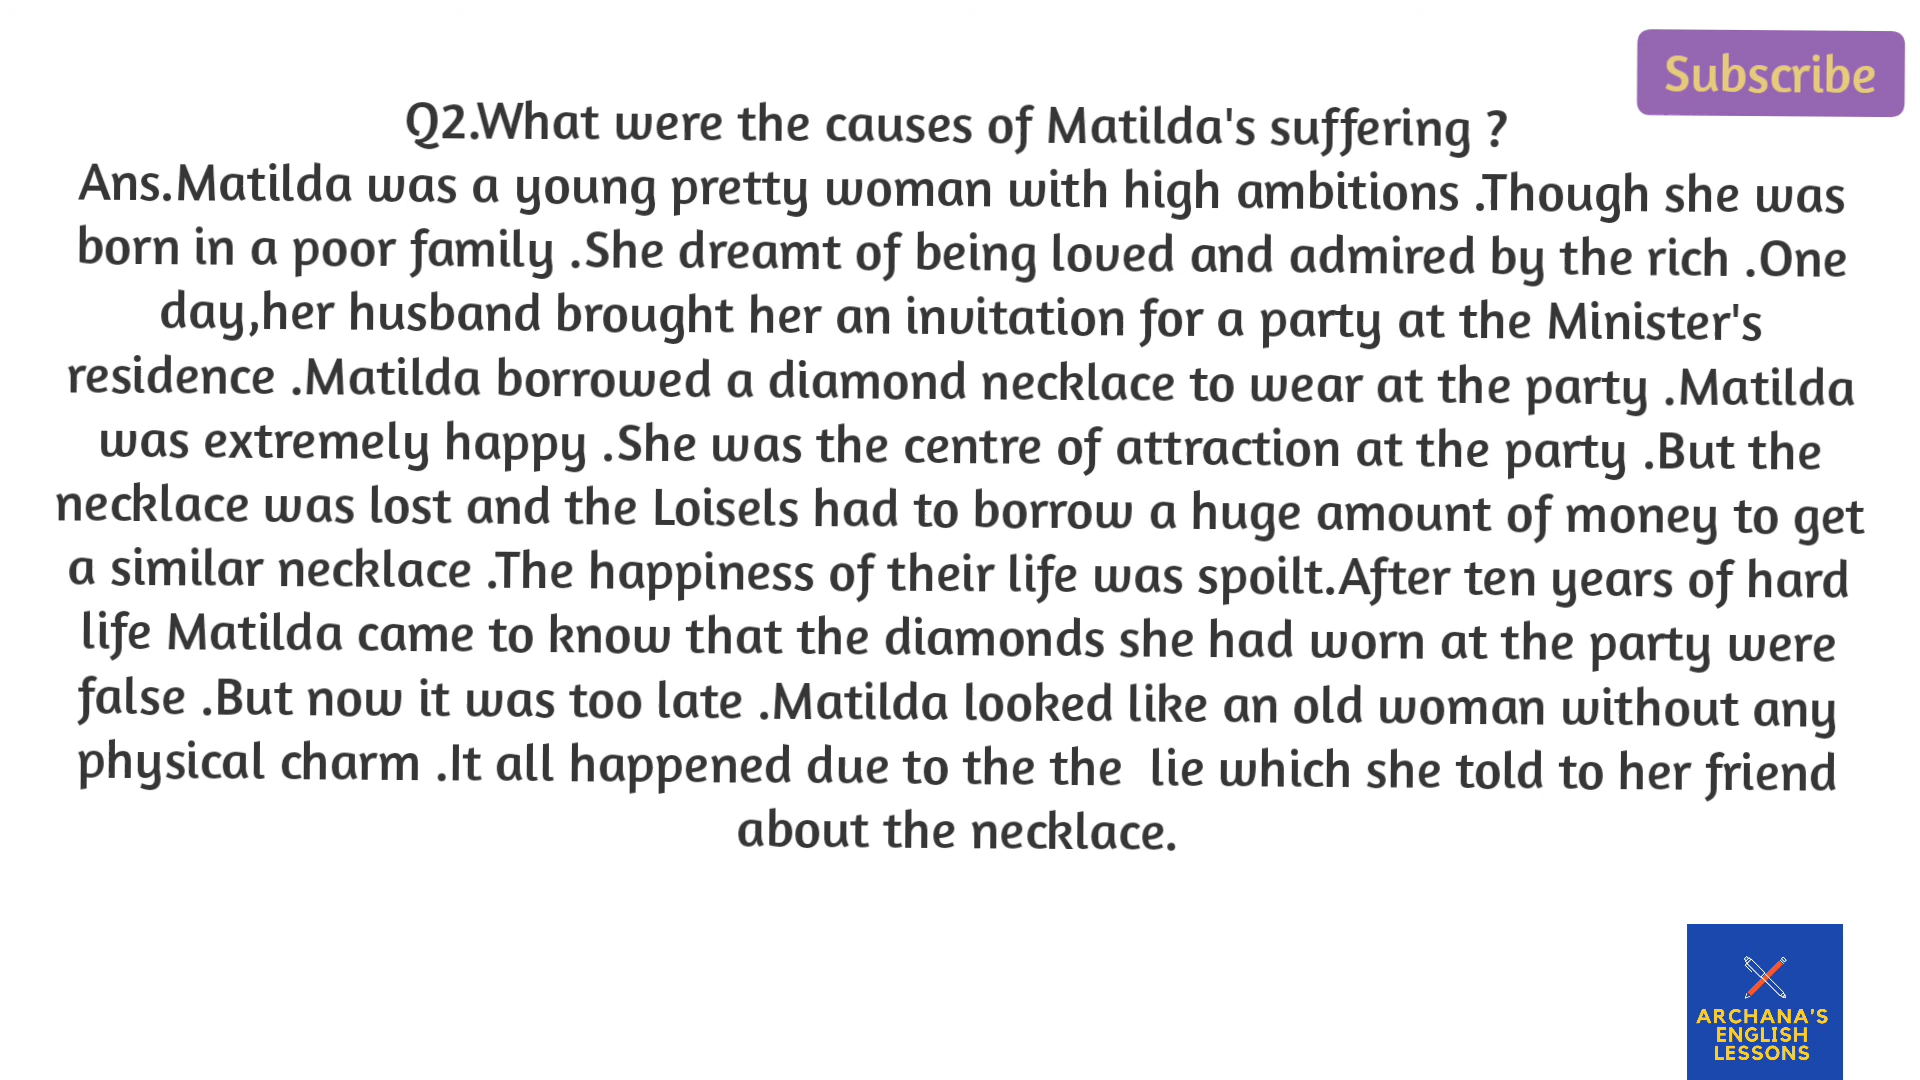 Subscribe
Q2.What were the causes of Matilda's suffering ?
Ans.Matilda was a young pretty woman with high ambitions .Though she was
born in a poor family .She dreamt of being loved and admired by the rich .One
day,her husband brought her an invitation for a party at the Minister's
residence .Matilda borrowed a diamond necklace to wear at the party .Matilda
was extremely happy .She was the centre of attraction at the party .But the
necklace was lost and the Loisels had to borrow a huge amount of money to get
a similar necklace .The happiness of their life was spoilt.After ten years of hard
life Matilda came to know that the diamonds she had worn at the party were
false .But now it was too late .Matilda looked like an old woman without any
physical charm .It all happened due to the the  lie which she told to her friend
about the necklace.
ARCHANA'S
ENGLISH
LESSONS